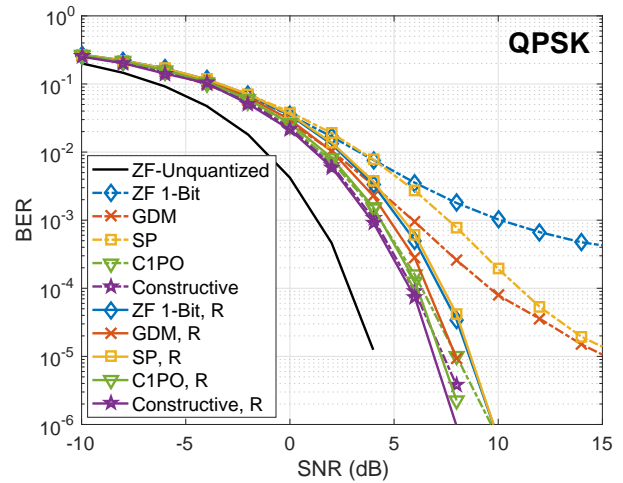 QPSK
10^0
10^-1
10^-2
10^-3
10^-4
10^-5
10^-6
BER
ZF-Unquantized
ZF 1-Bit
GDM
SP
C1PO
Constructive
ZF 1-Bit, R
GDM, R
SP, R
C1PO, R
Constructive, R
-10 -5 0 5 10 15
SNR (dB)